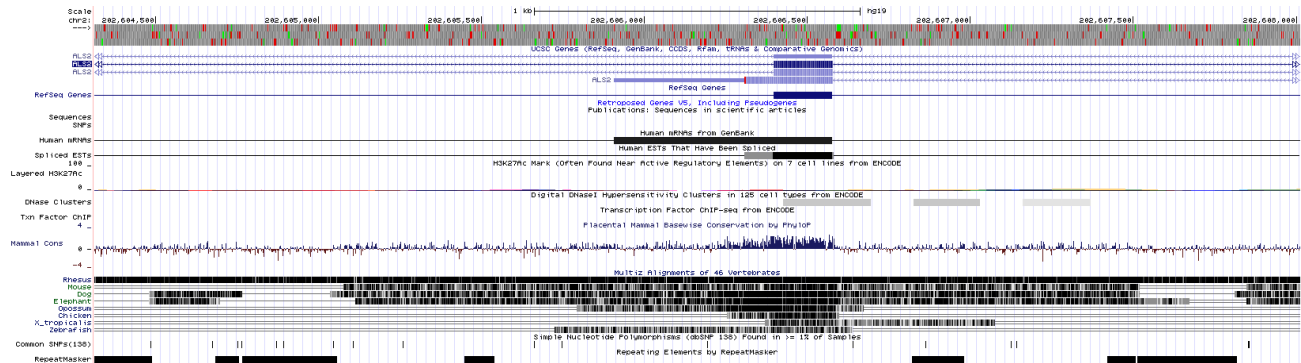 Scale 1 kb hg19
chr2: 202,604,500 202,605,000 202,605,500 202,606,000 202,606,500 202,607,000 202,607,500 202,608,000
--->
UCSC Genes (RefSeq, GenBank, CCDS, Rfam, tRNAs & Comparative Genomics)
ALS2
ALS2
ALS2
ALS2
RefSeq Genes
RefSeq Genes
Retroposed Genes V5, Including Pseudogenes
Publications: Sequences in scientific articles
Sequences
SNPs
Human mRNAs from GenBank
Human mRNAs
Human ESTs That Have Been Spliced
Spliced ESTs
H3K27Ac Mark (Often Found Near Active Regulatory Elements) on 7 cell lines from ENCODE
100 _
Layered H3K27Ac
0 _
Digital DNaseI Hypersensitivity Clusters in 125 cell types from ENCODE
DNase Clusters
Transcription Factor ChIP-seq from ENCODE
Txn Factor ChIP
4 _
Placental Mammal Basewise Conservation by PhyloP
Mammal Cons
0 _
-4 _
Multiz Alignments of 46 Vertebrates
Rhesus
Mouse
Dog
Elephant
Opossum
Chicken
X_tropicalis
Zebrafish
Simple Nucleotide Polymorphisms (dbSNP 138) Found in >= 1% of Samples
Common SNPs(138)
Repeating Elements by RepeatMasker
RepeatMasker